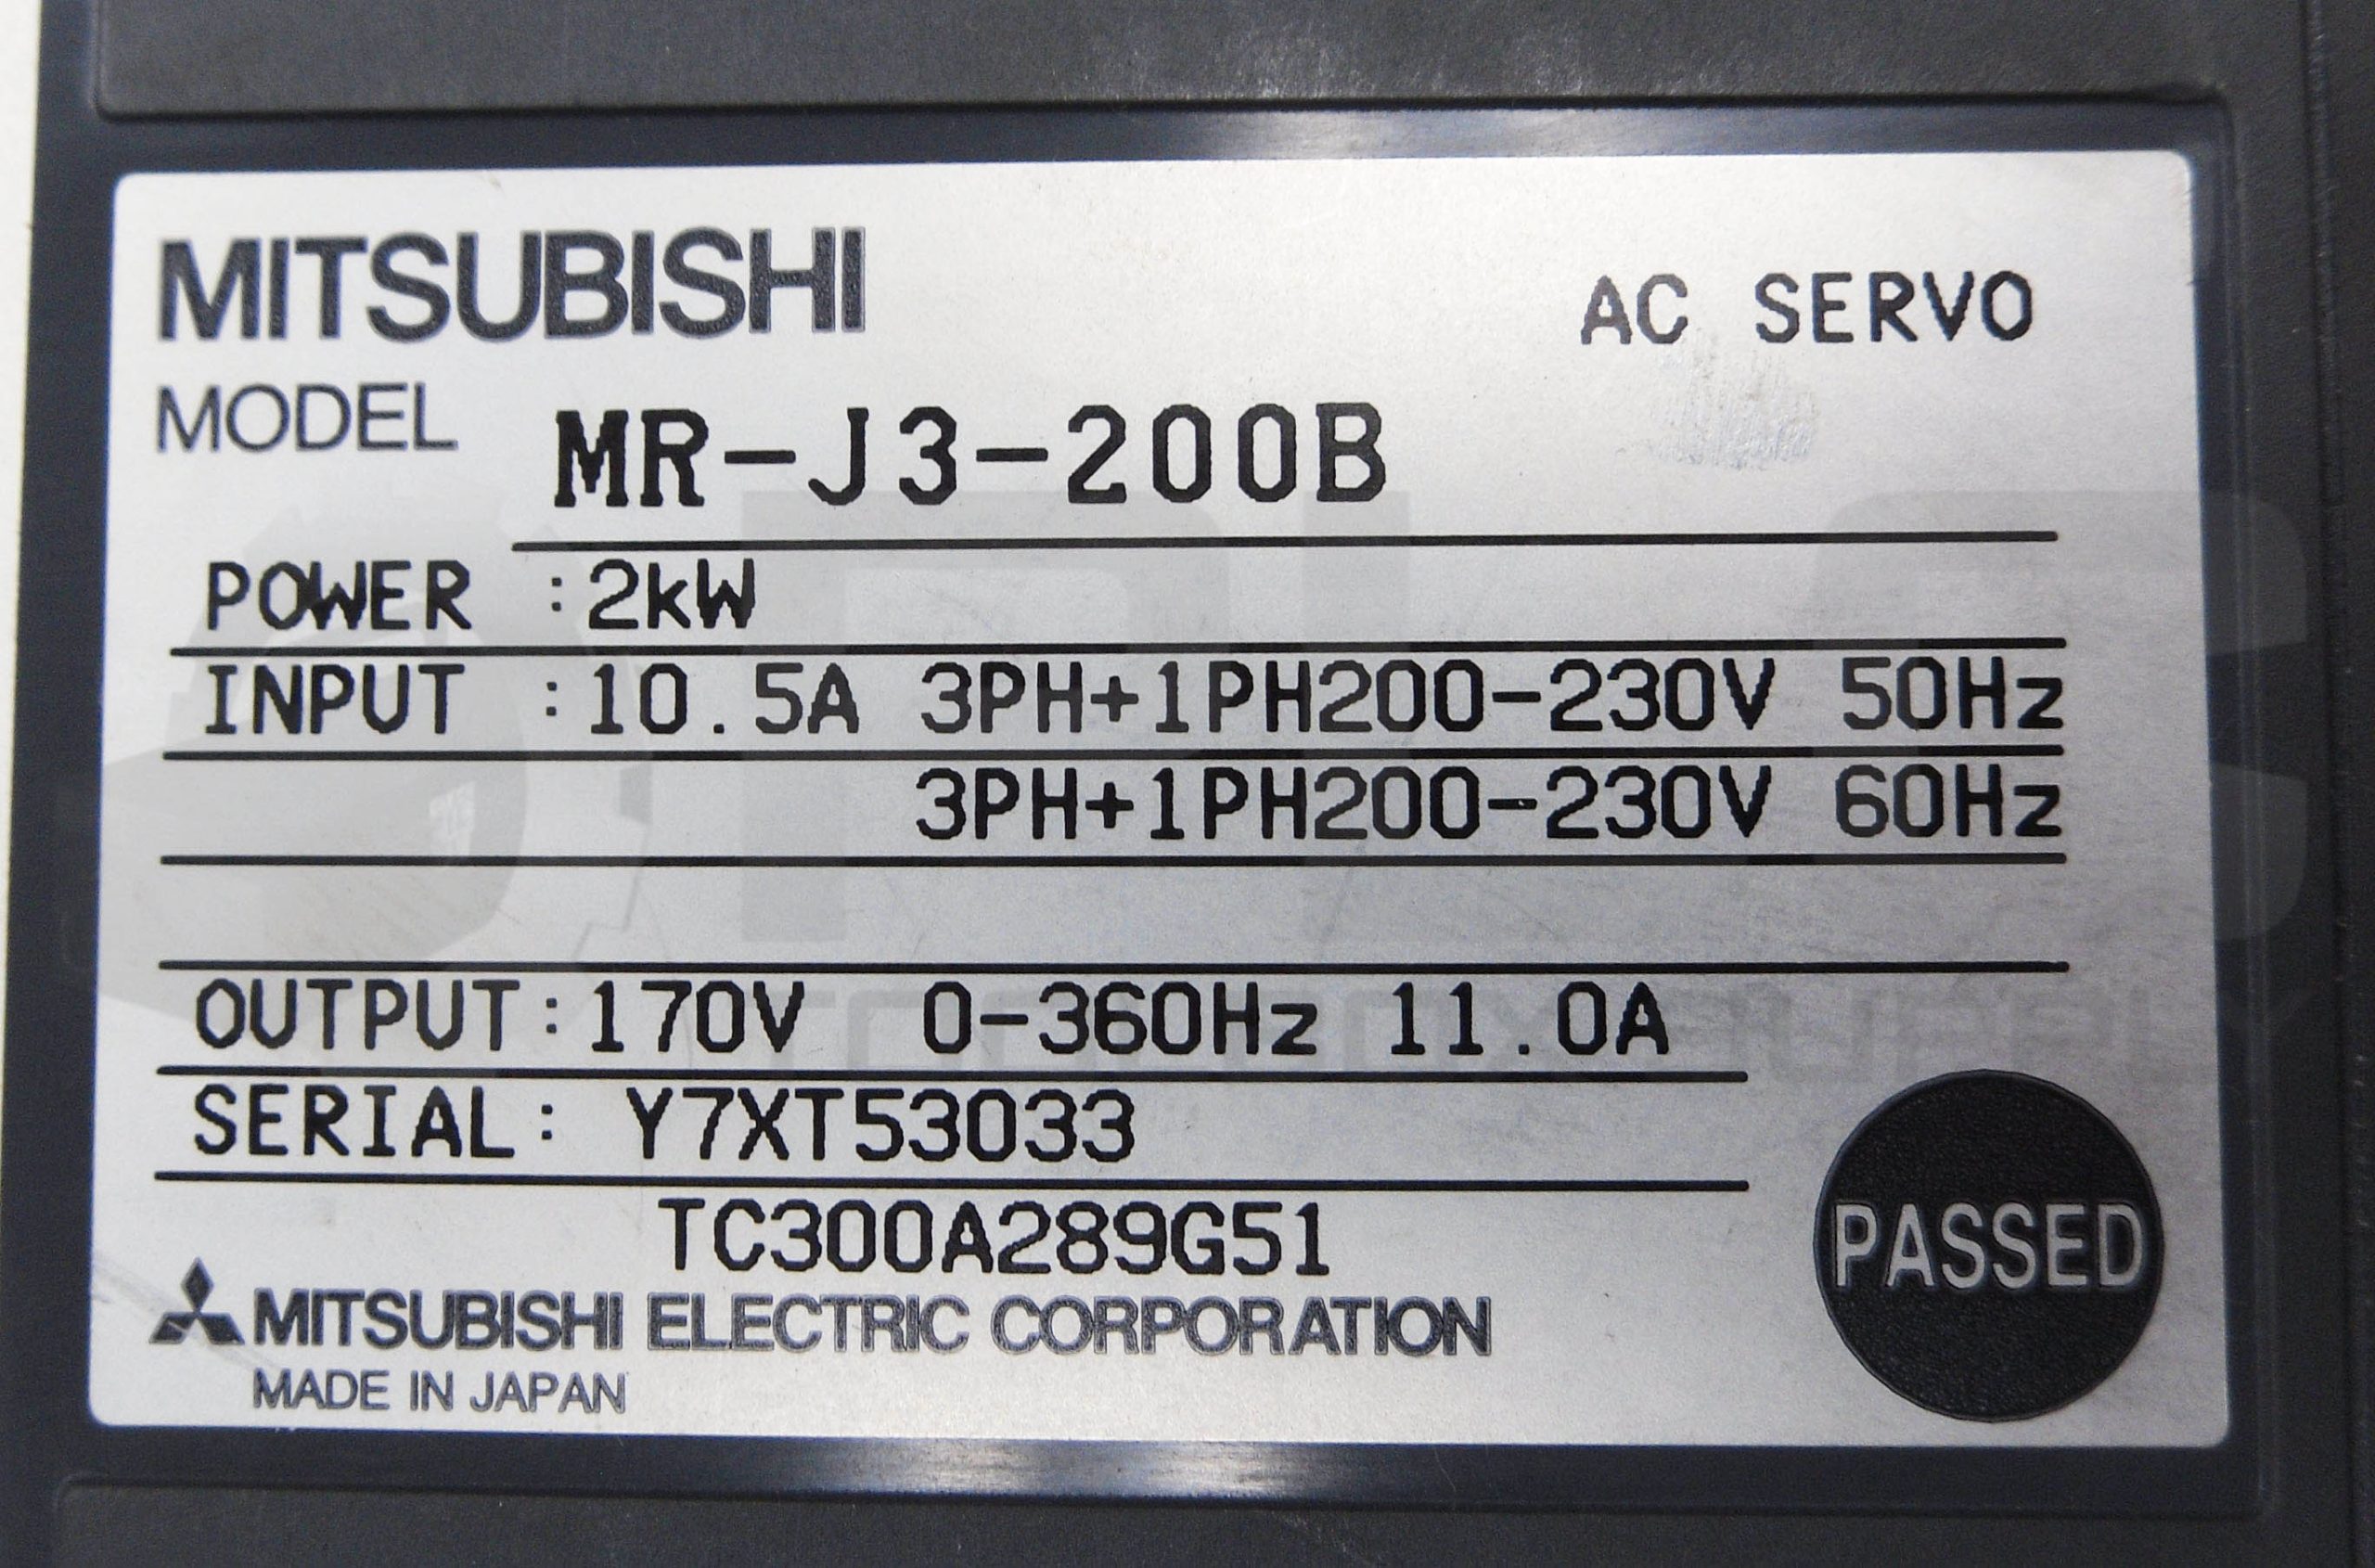 MITSUBISHI
AC SERVO
MODEL MR-J3-200B
POWER :2kW
INPUT :10.5A 3PH+1PH200-230V 50Hz
3PH+1PH200-230V 60Hz
OUTPUT:170V 0-360Hz 11.0A
SERIAL: Y7XT53033
TC300A289G51
PASSED
MITSUBISHI ELECTRIC CORPORATION
MADE IN JAPAN